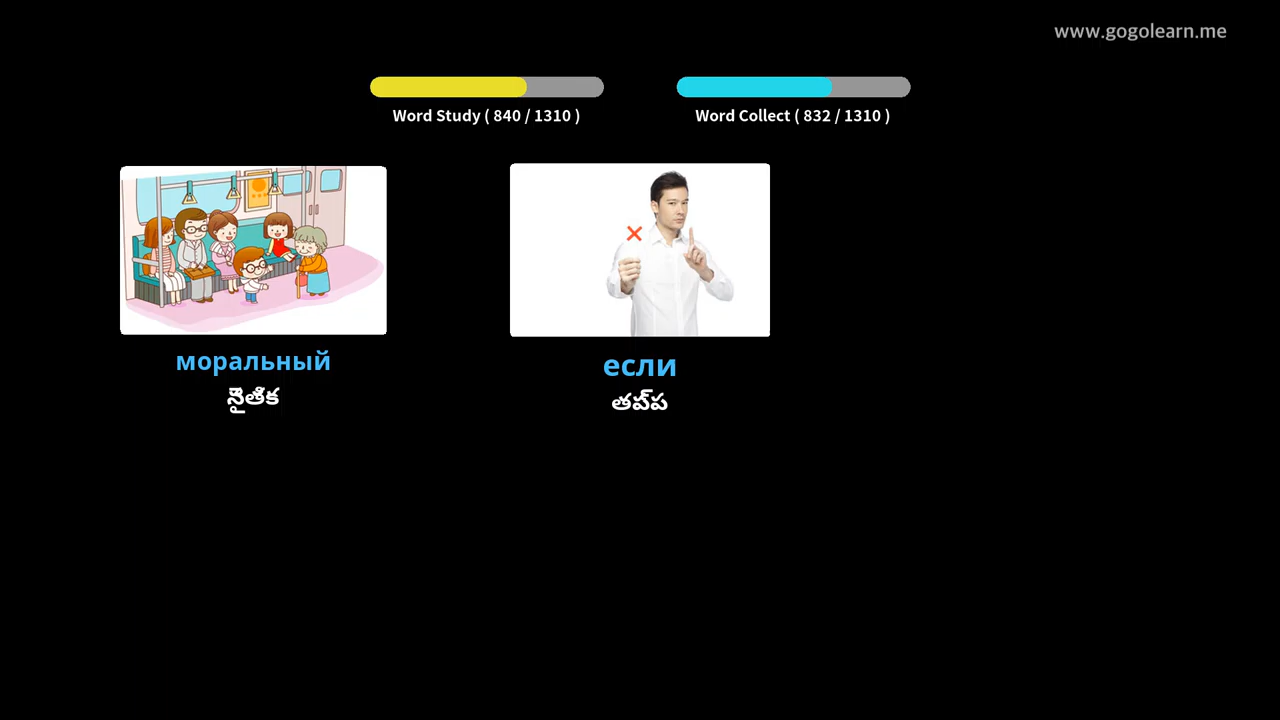 www.gogolearn.me
Word Study ( 840 / 1310 )
Word Collect ( 832 / 1310 )
моральный
నైతిక
если
తప్ప